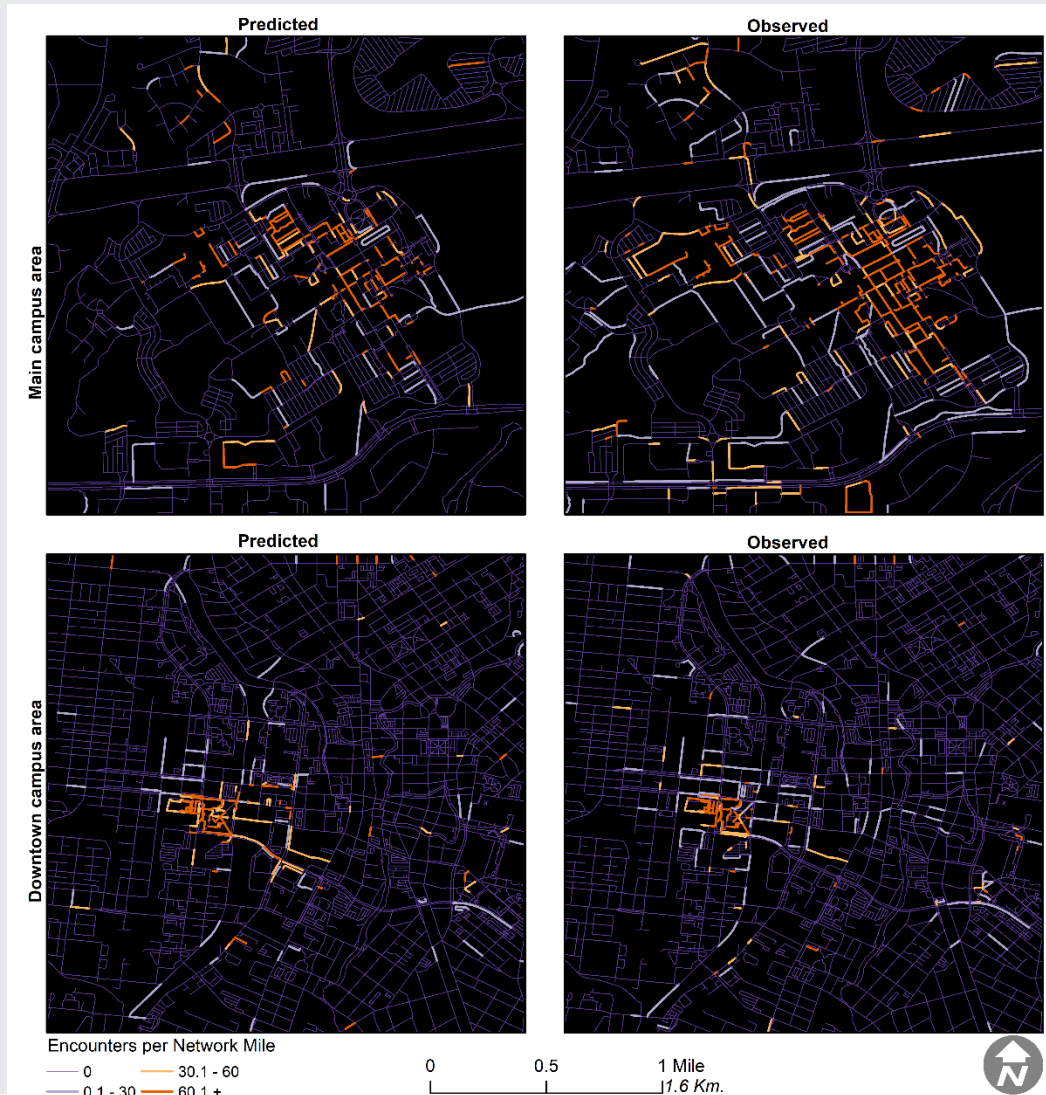 Predicted
Observed
Main campus area
Predicted
Observed
Downtown campus area
Encounters per Network Mile
0
30.1 - 60
0.1 - 30
60.1 +
0
0.5
1 Mile
1.6 Km.
N